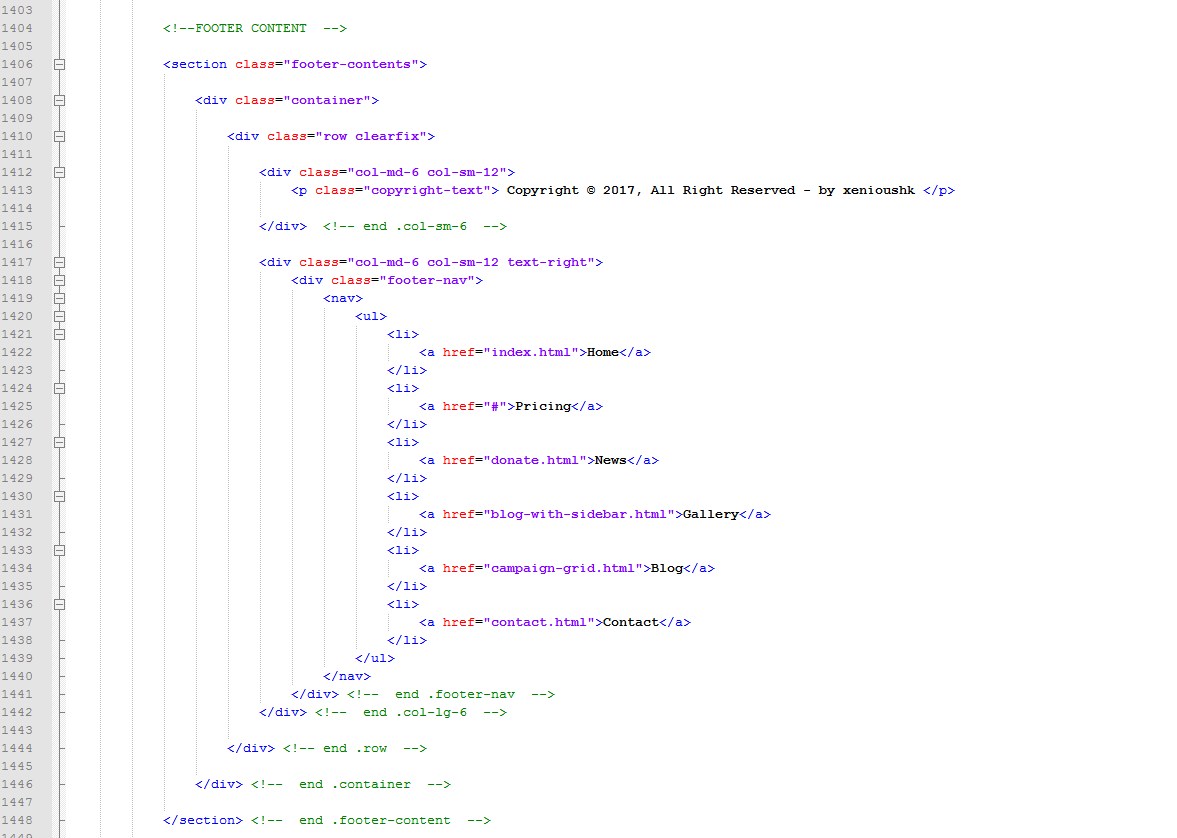 1403
1404 <!--FOOTER CONTENT  -->
1405
1406 <section class="footer-contents">
1407
1408 <div class="container">
1409
1410 <div class="row clearfix">
1411
1412 <div class="col-md-6 col-sm-12">
1413 <p class="copyright-text"> Copyright © 2017, All Right Reserved - by xenioushk </p>
1414
1415 </div>  <!-- end .col-sm-6  -->
1416
1417 <div class="col-md-6 col-sm-12 text-right">
1418 <div class="footer-nav">
1419 <nav>
1420 <ul>
1421 <li>
1422 <a href="index.html">Home</a>
1423 </li>
1424 <li>
1425 <a href="#">Pricing</a>
1426 </li>
1427 <li>
1428 <a href="donate.html">News</a>
1429 </li>
1430 <li>
1431 <a href="blog-with-sidebar.html">Gallery</a>
1432 </li>
1433 <li>
1434 <a href="campaign-grid.html">Blog</a>
1435 </li>
1436 <li>
1437 <a href="contact.html">Contact</a>
1438 </li>
1439 </ul>
1440 </nav>
1441 </div> <!--  end .footer-nav  -->
1442 </div> <!--  end .col-lg-6  -->
1443
1444 </div> <!-- end .row  -->
1445
1446 </div> <!--  end .container  -->
1447
1448 </section> <!--  end .footer-content  -->